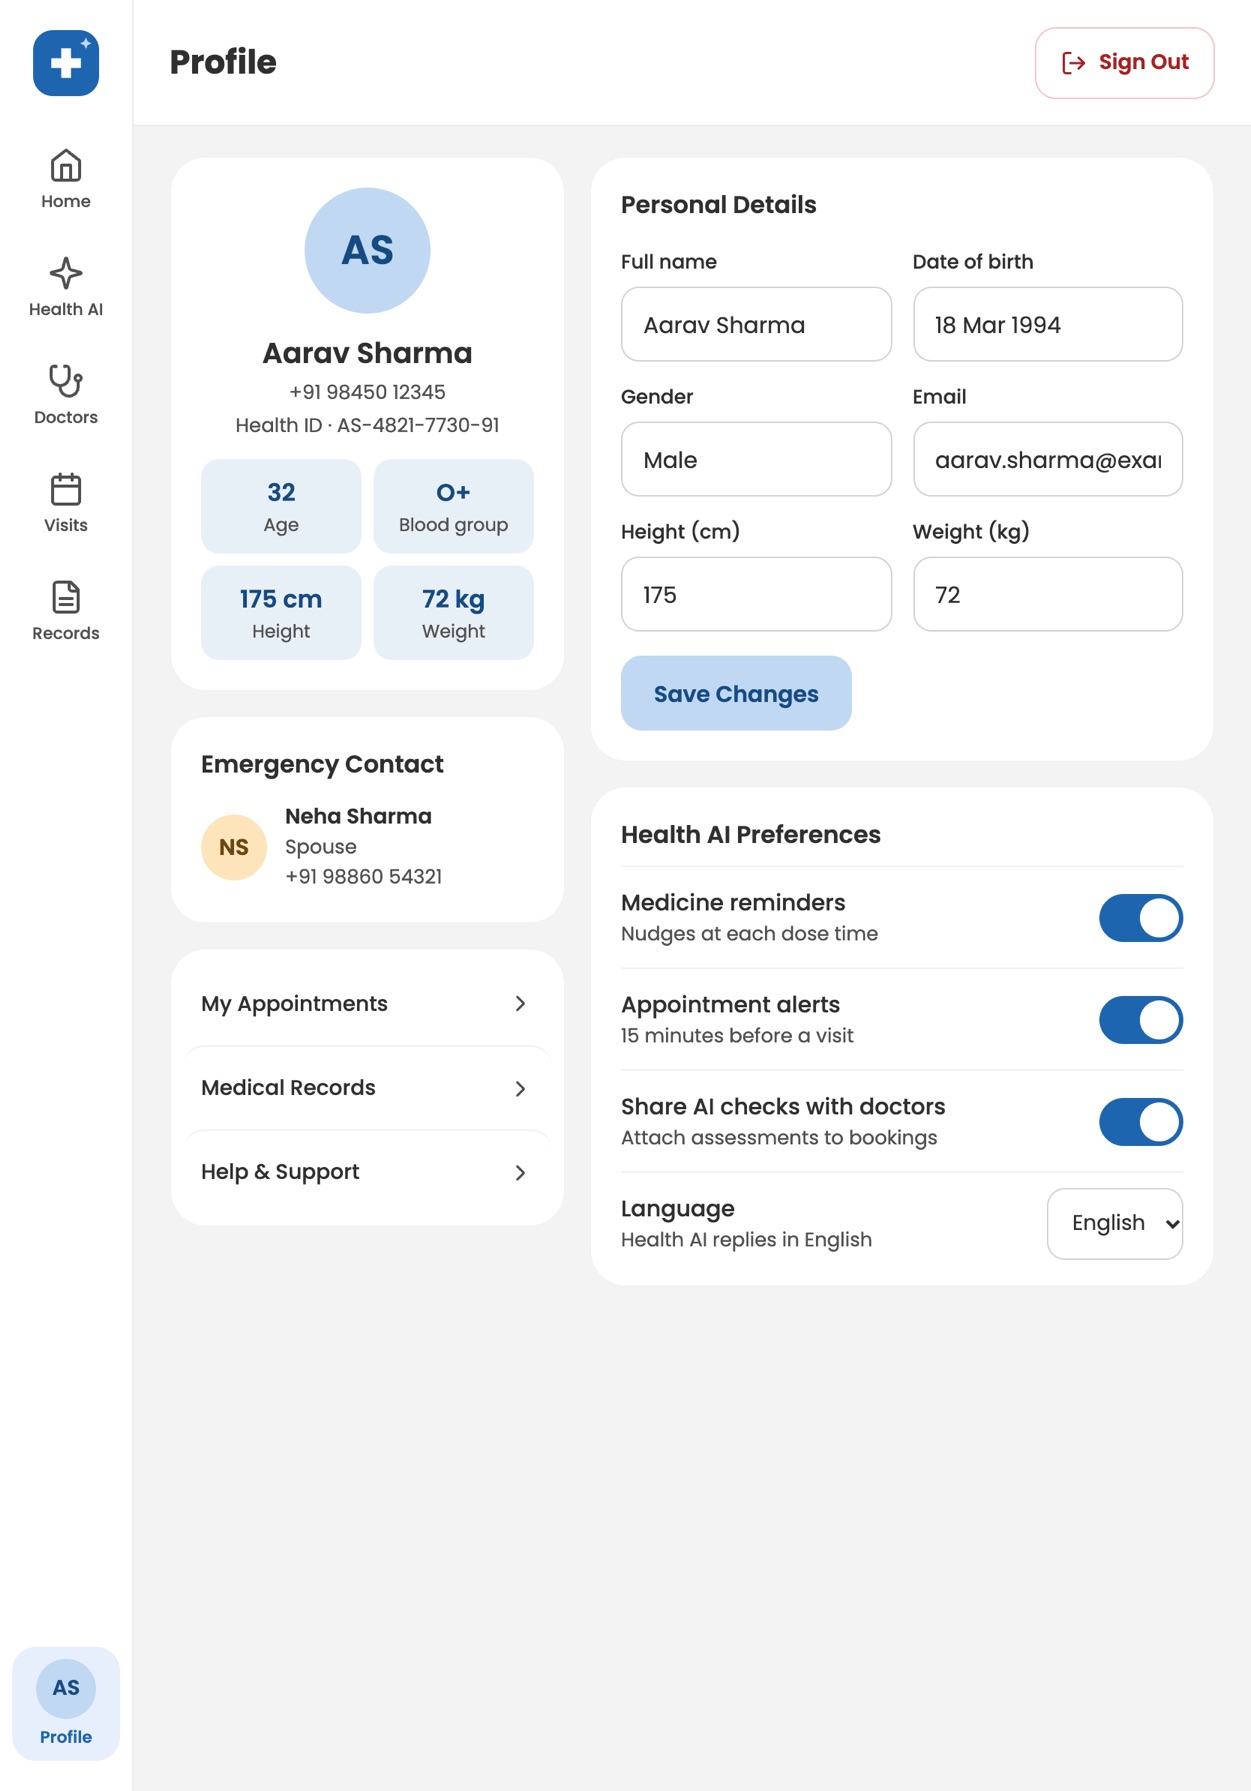 Profile
Sign Out
Home
Health AI
Doctors
Visits
Records
AS
Profile
AS
Aarav Sharma
+91 98450 12345
Health ID · AS-4821-7730-91
32
Age
O+
Blood group
175 cm
Height
72 kg
Weight
Emergency Contact
NS
Neha Sharma
Spouse
+91 98860 54321
My Appointments
Medical Records
Help & Support
Personal Details
Full name
Aarav Sharma
Date of birth
18 Mar 1994
Gender
Male
Email
aarav.sharma@exa
Height (cm)
175
Weight (kg)
72
Save Changes
Health AI Preferences
Medicine reminders
Nudges at each dose time
Appointment alerts
15 minutes before a visit
Share AI checks with doctors
Attach assessments to bookings
Language
Health AI replies in English
English